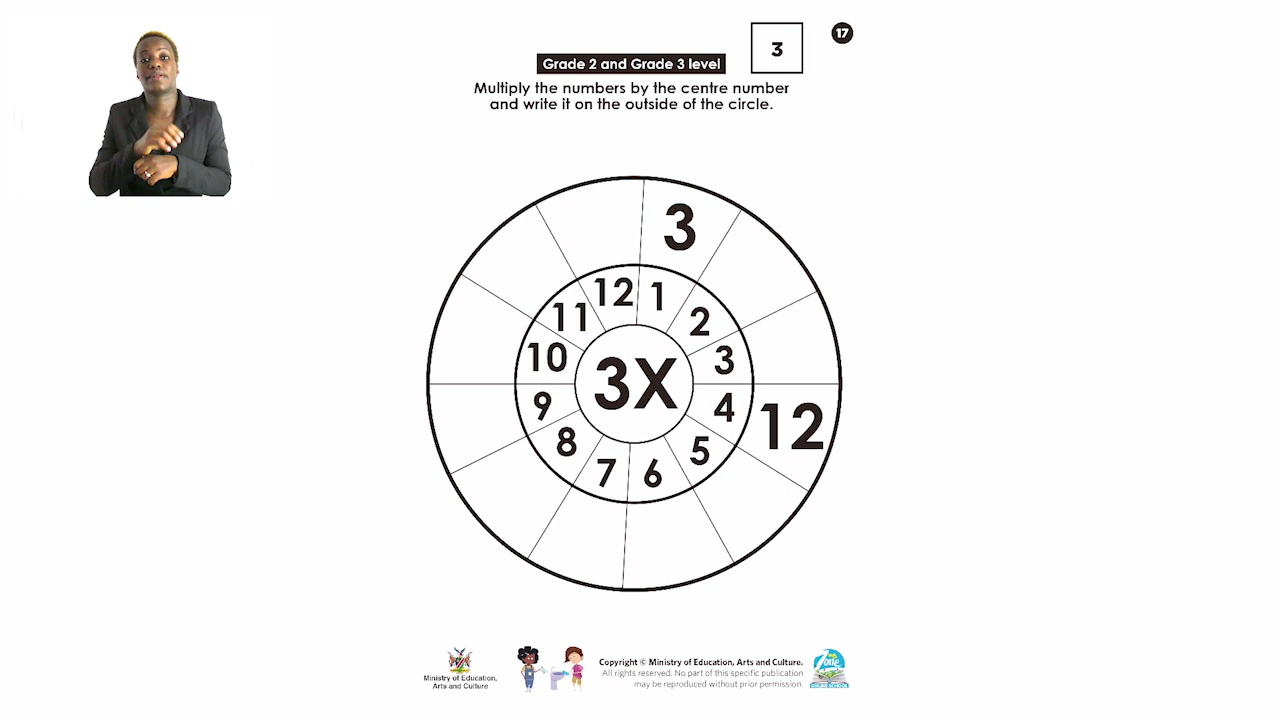 3
17
Grade 2 and Grade 3 level
Multiply the numbers by the centre number
and write it on the outside of the circle.
3
12
1
2
3
4
5
6
7
8
9
10
11
12
3X
Ministry of Education,
Arts and Culture
Copyright © Ministry of Education, Arts and Culture.
All rights reserved. No part of this specific publication
may be reproduced without prior permission.
Zone